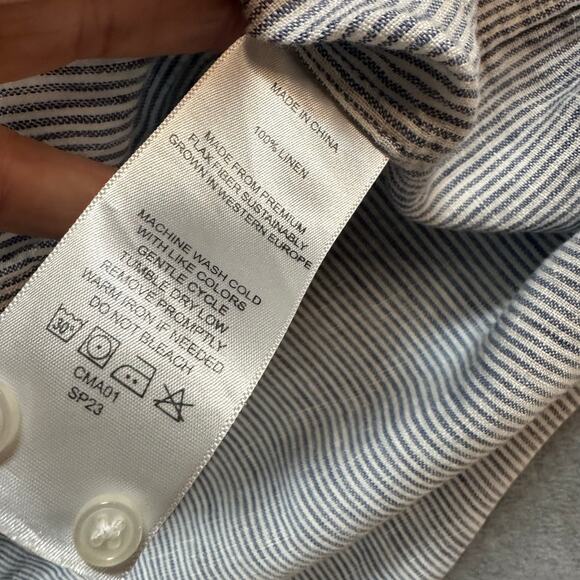 MADE IN CHINA
100% LINEN
MADE FROM PREMIUM
FLAX FIBER SUSTAINABLY
GROWN IN WESTERN EUROPE
MACHINE WASH COLD
WITH LIKE COLORS
GENTLE CYCLE
TUMBLE DRY LOW
REMOVE PROMPTLY
WARM IRON IF NEEDED
DO NOT BLEACH
30°
CMA01
SP23